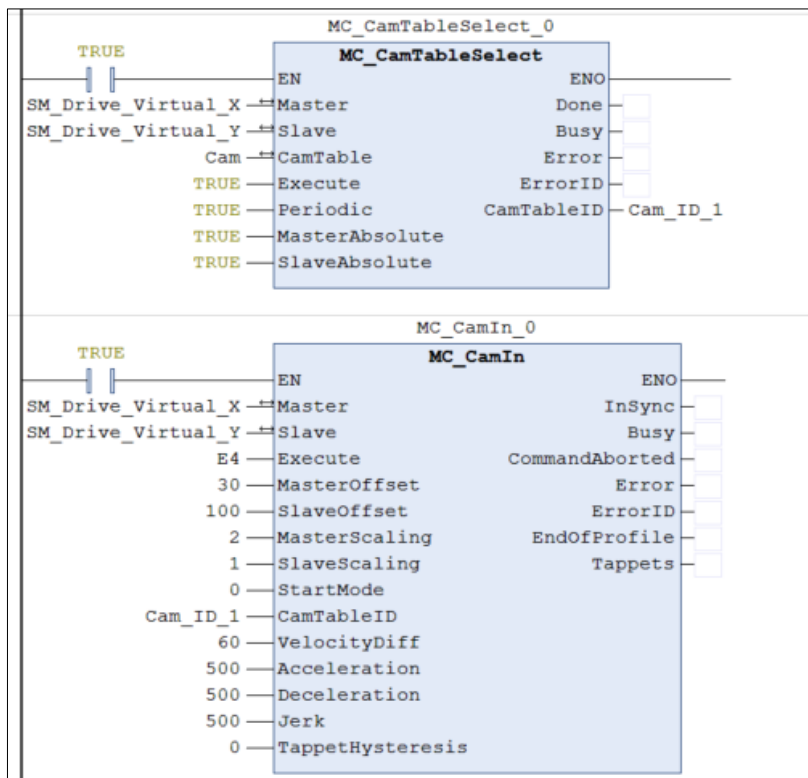 MC_CamTableSelect_0
TRUE
MC_CamTableSelect
EN ENO
SM_Drive_Virtual_X Master Done
SM_Drive_Virtual_Y Slave Busy
Cam CamTable Error
TRUE Execute ErrorID
TRUE Periodic CamTableID Cam_ID_1
TRUE MasterAbsolute
TRUE SlaveAbsolute
MC_CamIn_0
TRUE
MC_CamIn
EN ENO
SM_Drive_Virtual_X Master InSync
SM_Drive_Virtual_Y Slave Busy
E4 Execute CommandAborted
30 MasterOffset Error
100 SlaveOffset ErrorID
2 MasterScaling EndOfProfile
1 SlaveScaling Tappets
0 StartMode
Cam_ID_1 CamTableID
60 VelocityDiff
500 Acceleration
500 Deceleration
500 Jerk
0 TappetHysteresis